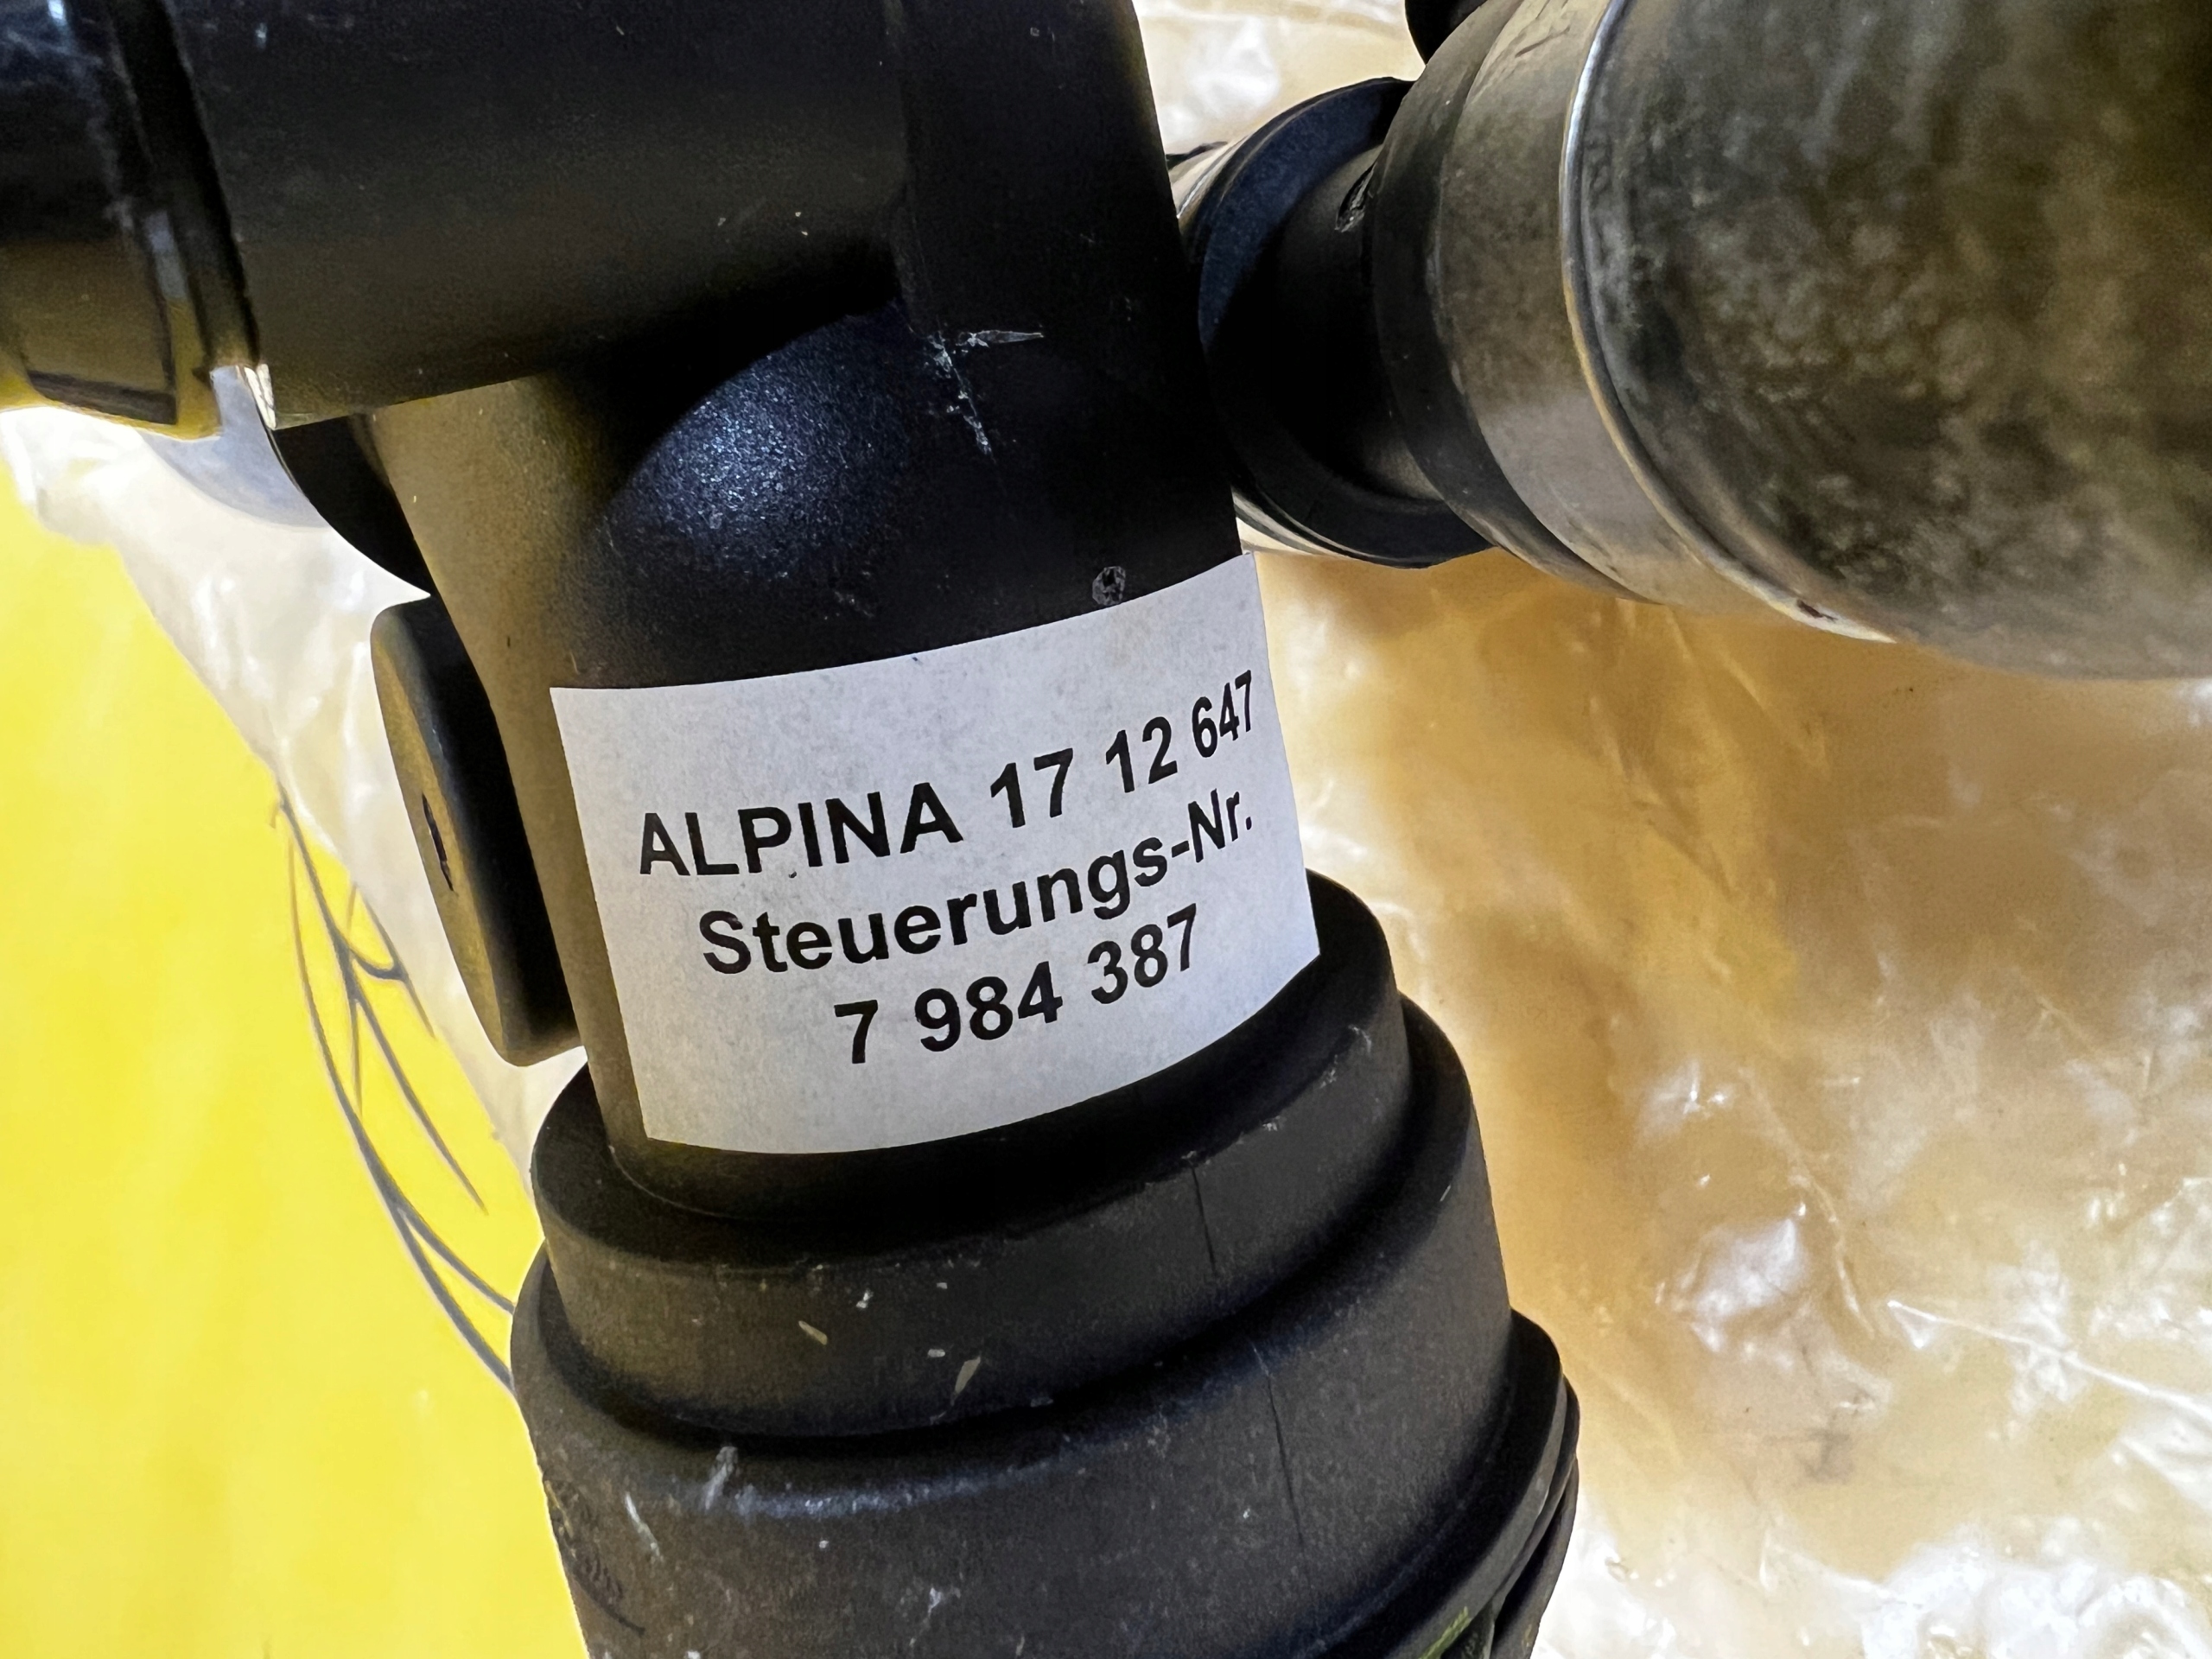 ALPINA 17 12 647
Steuerungs-Nr.
7 984 387